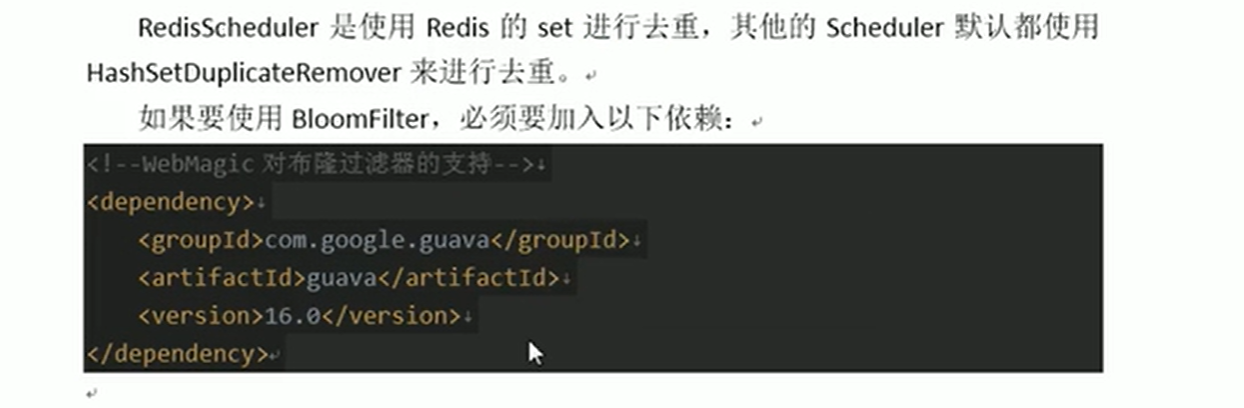 RedisScheduler 是使用 Redis 的 set 进行去重，其他的 Scheduler 默认都使用
HashSetDuplicateRemover 来进行去重。
如果要使用 BloomFilter，必须要加入以下依赖：
<!--WebMagic 对布隆过滤器的支持-->
<dependency>
    <groupId>com.google.guava</groupId>
    <artifactId>guava</artifactId>
    <version>16.0</version>
</dependency>